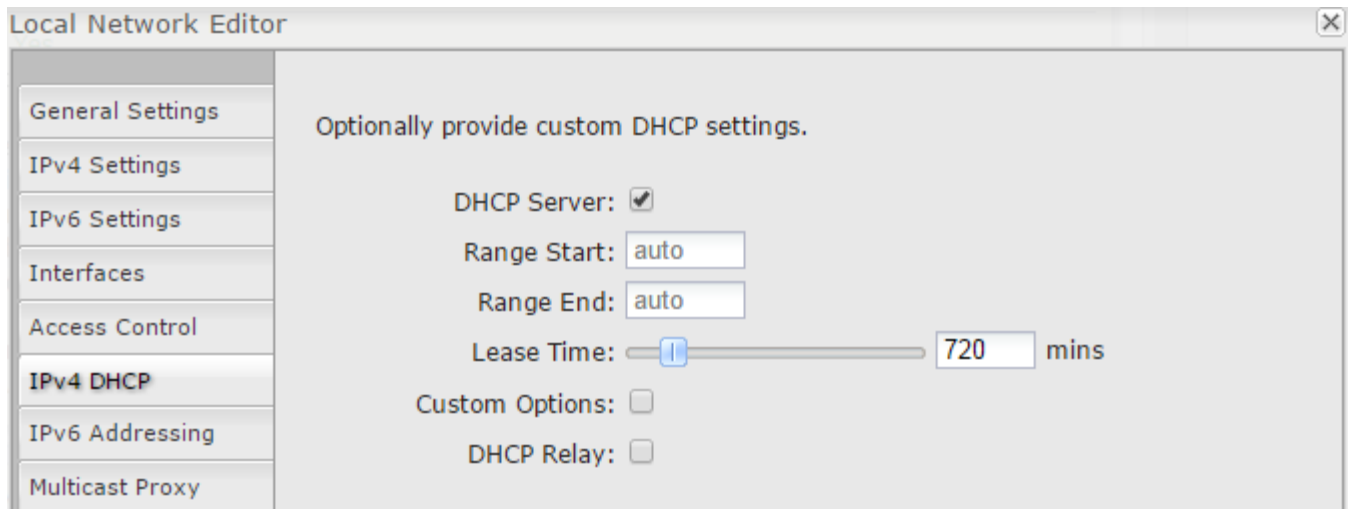 Local Network Editor
General Settings
IPv4 Settings
IPv6 Settings
Interfaces
Access Control
IPv4 DHCP
IPv6 Addressing
Multicast Proxy
Optionally provide custom DHCP settings.
DHCP Server:
Range Start: auto
Range End: auto
Lease Time: 720 mins
Custom Options:
DHCP Relay: